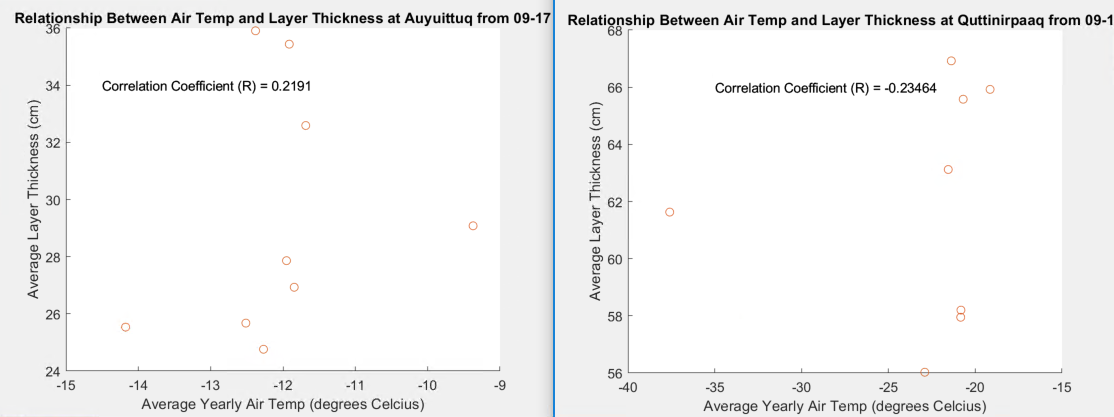 Relationship Between Air Temp and Layer Thickness at Auyuittuq from 09-17
36
34
32
30
28
26
24
Average Layer Thickness (cm)
Correlation Coefficient (R) = 0.2191
-15 -14 -13 -12 -11 -10 -9
Average Yearly Air Temp (degrees Celcius)
Relationship Between Air Temp and Layer Thickness at Quttinirpaaq from 09-1
68
66
64
62
60
58
56
Average Layer Thickness (cm)
Correlation Coefficient (R) = -0.23464
-40 -35 -30 -25 -20 -15
Average Yearly Air Temp (degrees Celcius)